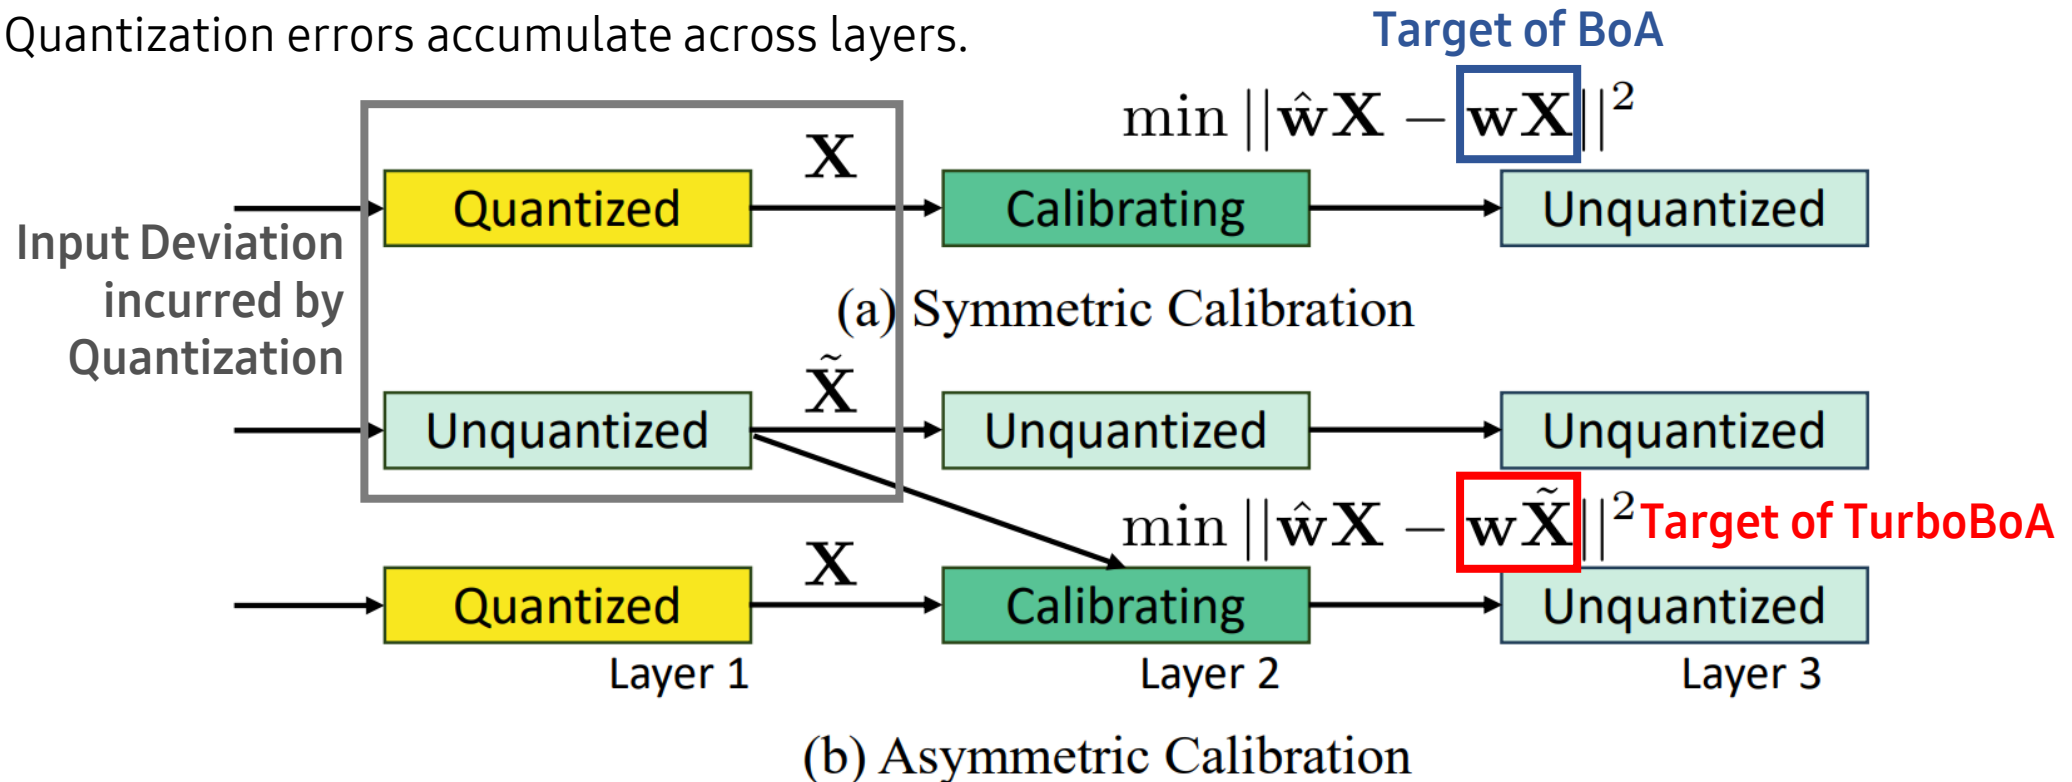 Quantization errors accumulate across layers.
Target of BoA
min ||ŵX − wX||²
X
Quantized
Calibrating
Unquantized
Input Deviation
incurred by
Quantization
(a) Symmetric Calibration
X̃
Unquantized
Unquantized
Unquantized
min ||ŵX − wX̃||²
Target of TurboBoA
X
Quantized
Calibrating
Unquantized
Layer 1
Layer 2
Layer 3
(b) Asymmetric Calibration